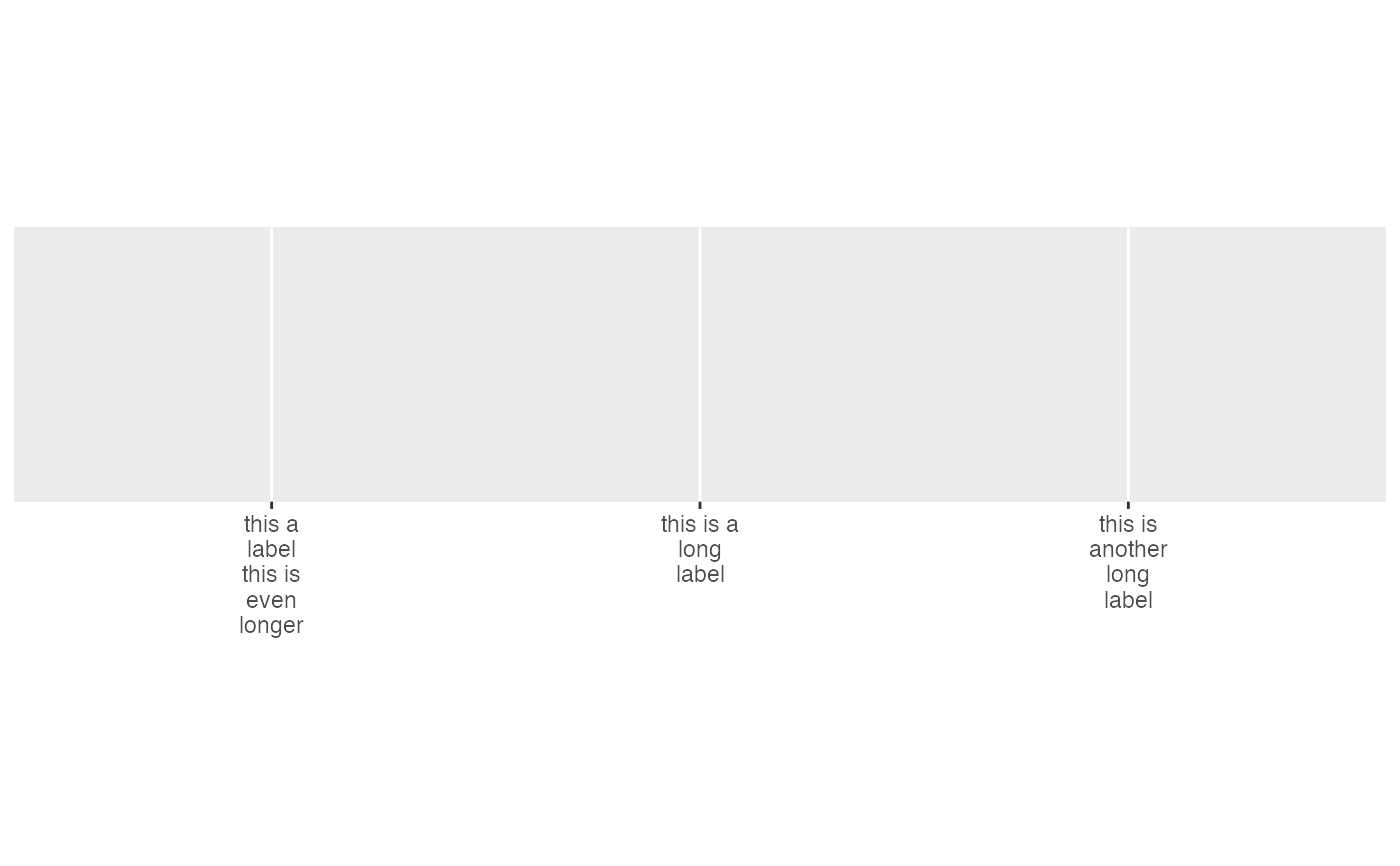 this a
label
this is
even
longer
this is a
long
label
this is
another
long
label